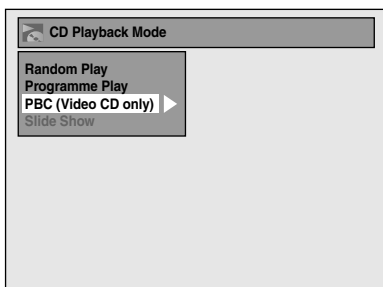 CD Playback Mode
Random Play
Programme Play
PBC (Video CD only)
Slide Show